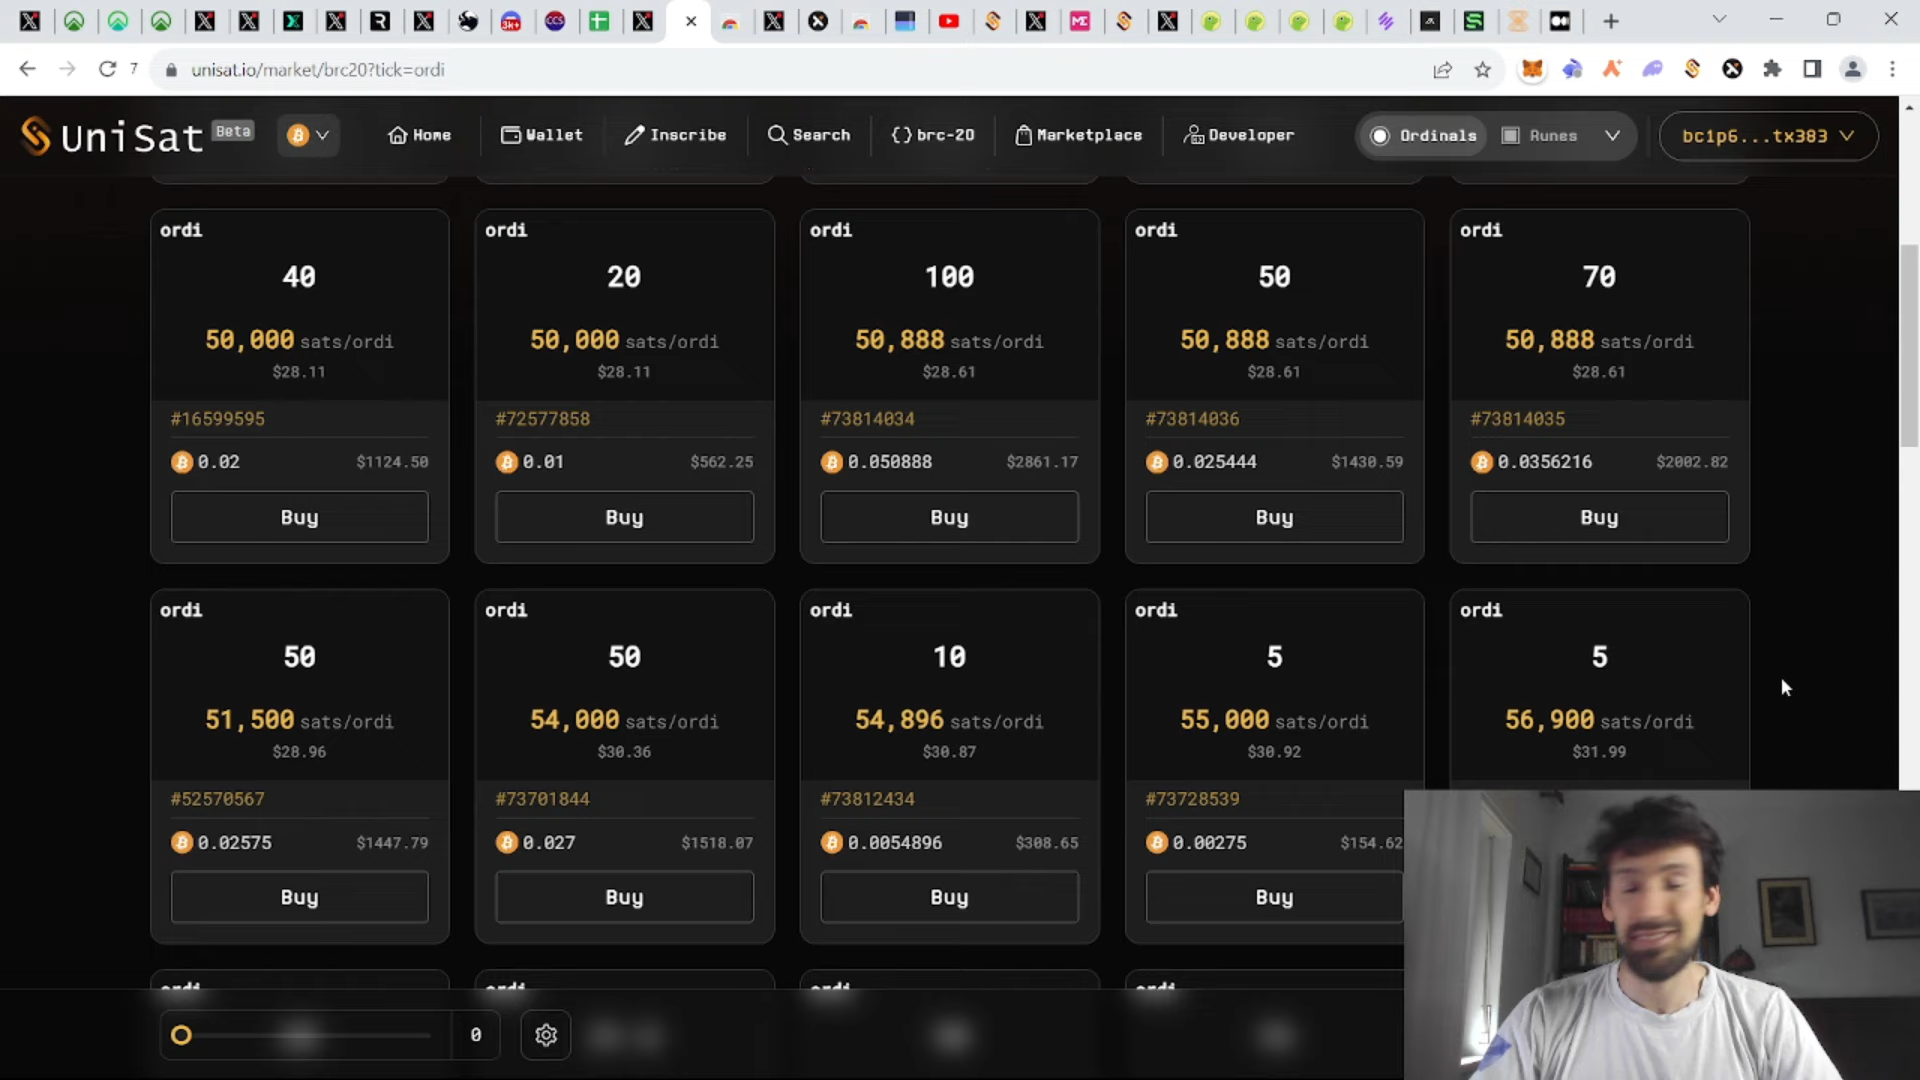 7
unisat.io/market/brc20?tick=ordi
UniSat Beta
Home
Wallet
Inscribe
Search
{} brc-20
Marketplace
Developer
Ordinals
Runes
bc1p6...tx383
ordi
40
50,000 sats/ordi
$28.11
#16599595
0.02 $1124.50
Buy
ordi
20
50,000 sats/ordi
$28.11
#72577858
0.01 $562.25
Buy
ordi
100
50,888 sats/ordi
$28.61
#73814034
0.050888 $2861.17
Buy
ordi
50
50,888 sats/ordi
$28.61
#73814036
0.025444 $1430.59
Buy
ordi
70
50,888 sats/ordi
$28.61
#73814035
0.0356216 $2002.82
Buy
ordi
50
51,500 sats/ordi
$28.96
#52570567
0.02575 $1447.79
Buy
ordi
50
54,000 sats/ordi
$30.36
#73701844
0.027 $1518.07
Buy
ordi
10
54,896 sats/ordi
$30.87
#73812434
0.0054896 $308.65
Buy
ordi
5
55,000 sats/ordi
$30.92
#73728539
0.00275 $154.62
Buy
ordi
5
56,900 sats/ordi
$31.99
ordi
ordi
ordi
ordi
0